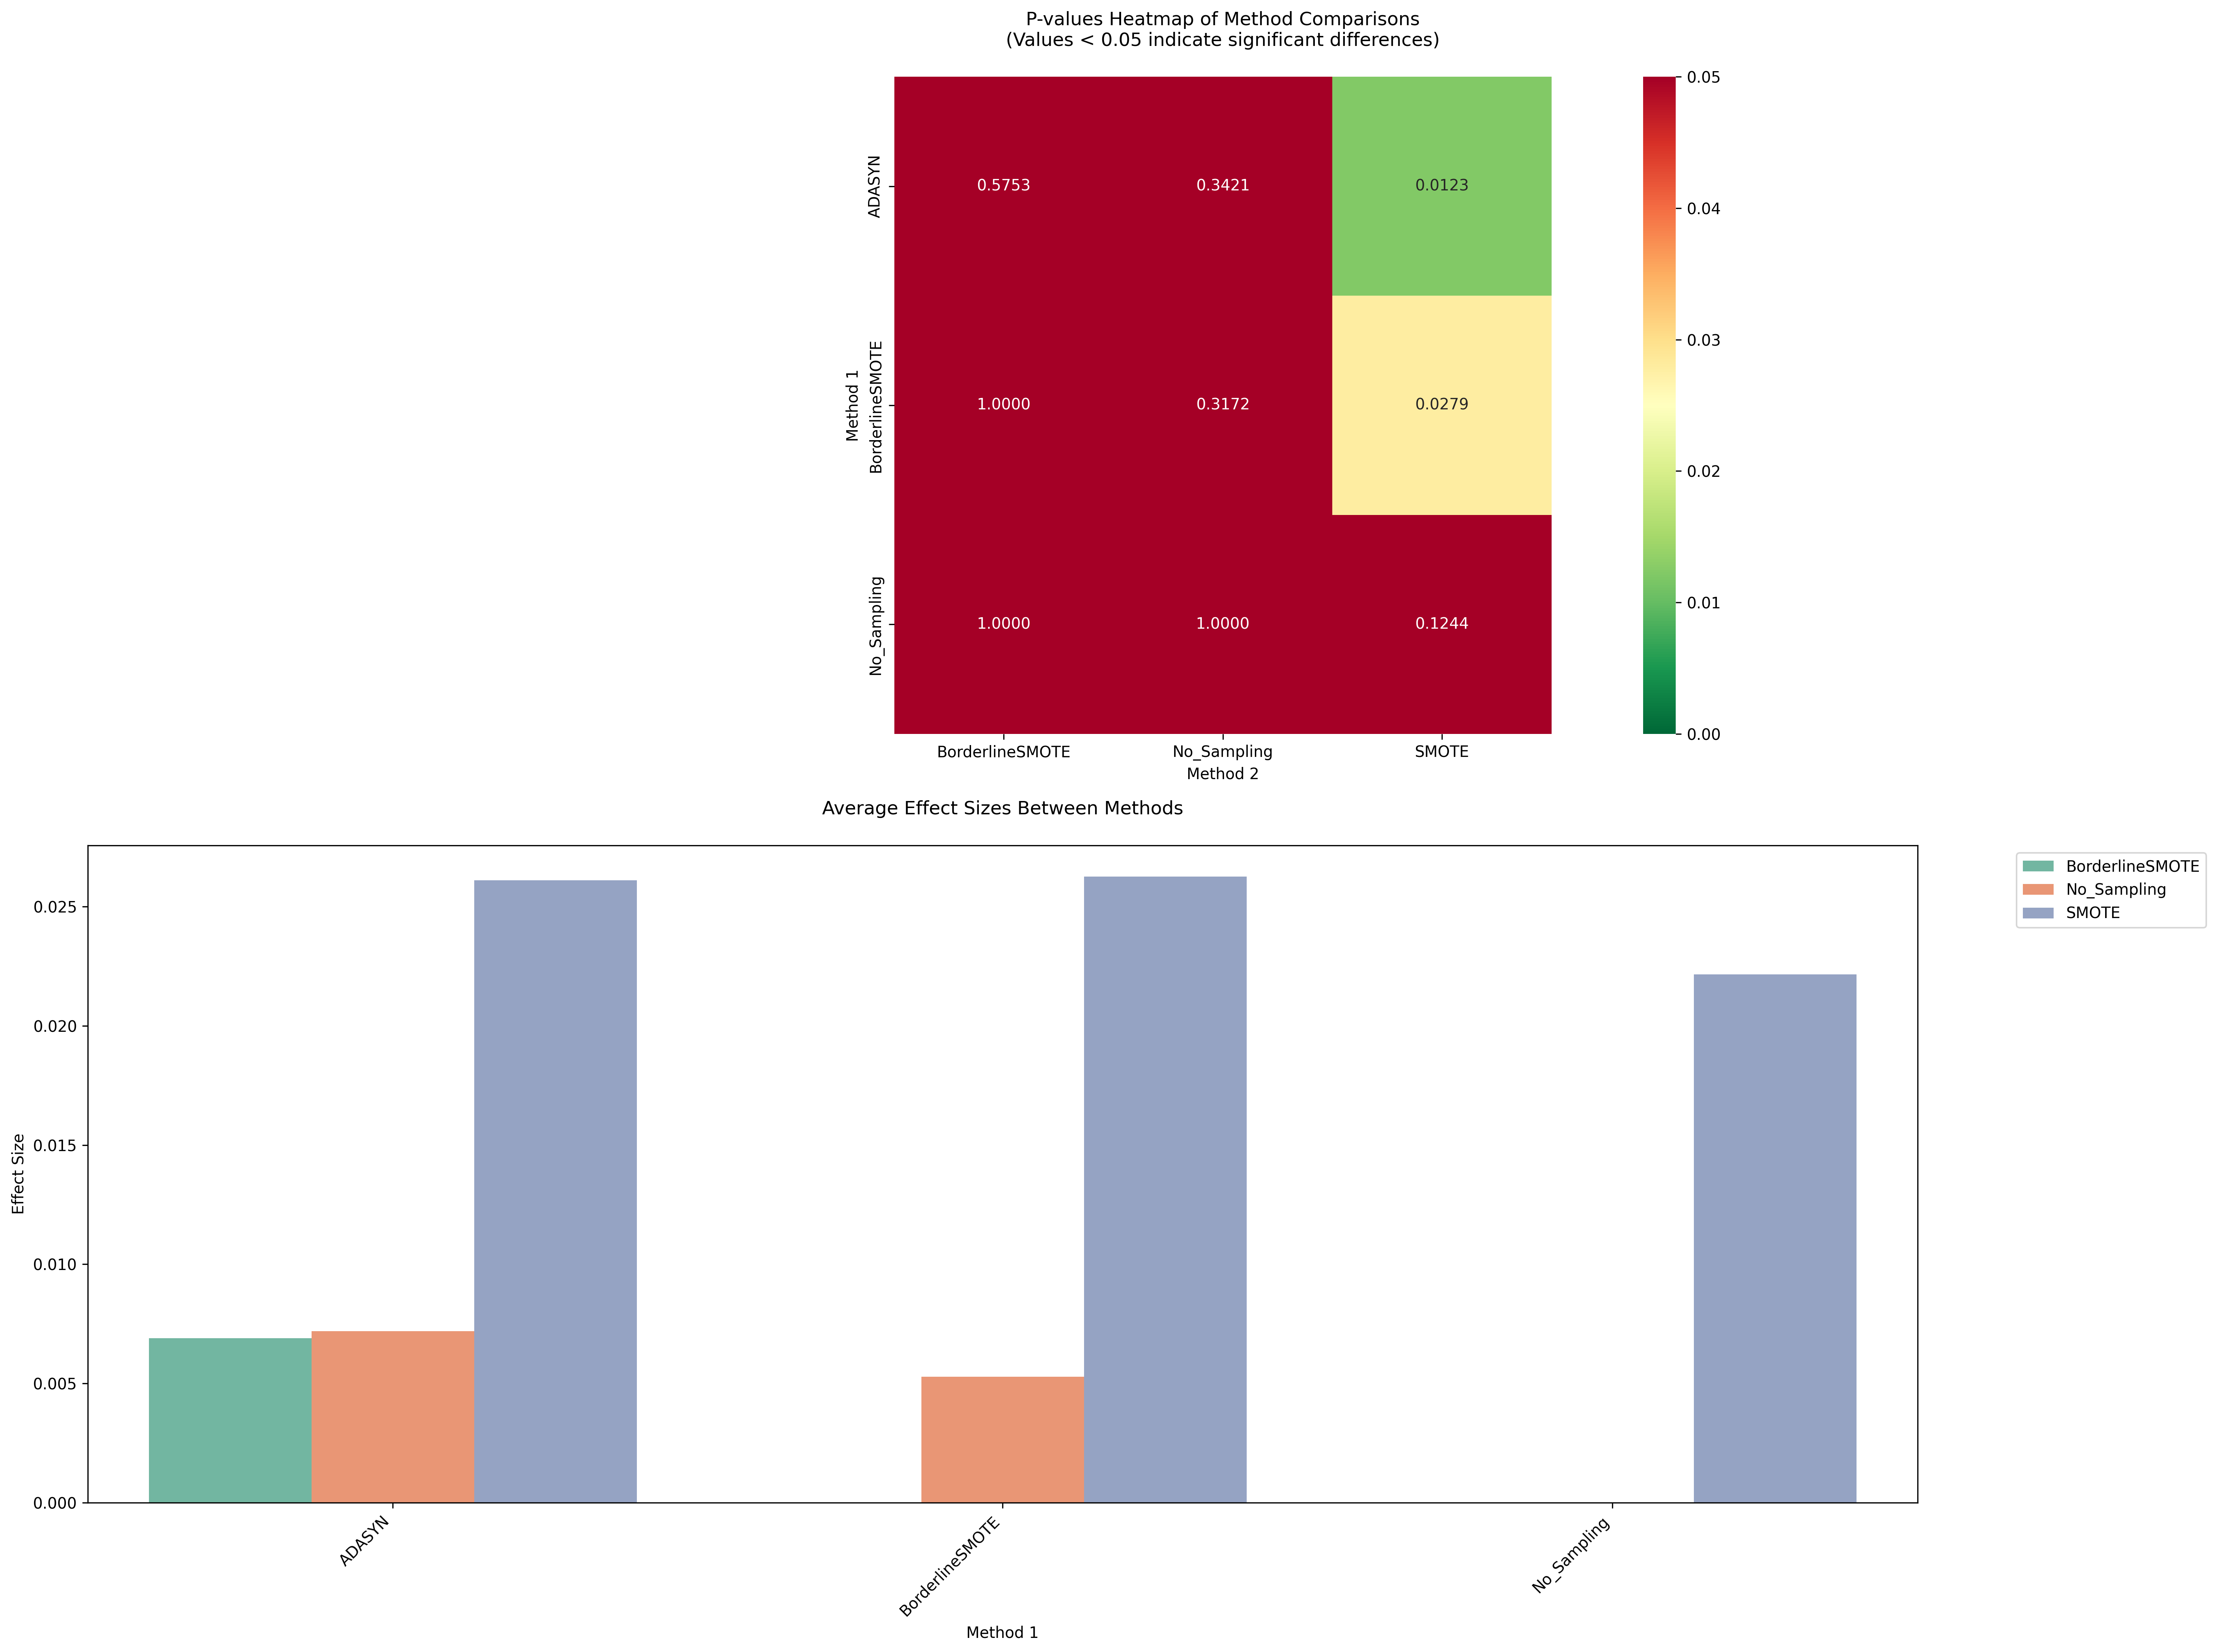 P-values Heatmap of Method Comparisons
(Values < 0.05 indicate significant differences)
Method 1
ADASYN
BorderlineSMOTE
No_Sampling
0.5753 0.3421 0.0123
1.0000 0.3172 0.0279
1.0000 1.0000 0.1244
BorderlineSMOTE No_Sampling SMOTE
Method 2
0.05
0.04
0.03
0.02
0.01
0.00
Average Effect Sizes Between Methods
Effect Size
0.025
0.020
0.015
0.010
0.005
0.000
ADASYN
BorderlineSMOTE
No_Sampling
Method 1
BorderlineSMOTE
No_Sampling
SMOTE